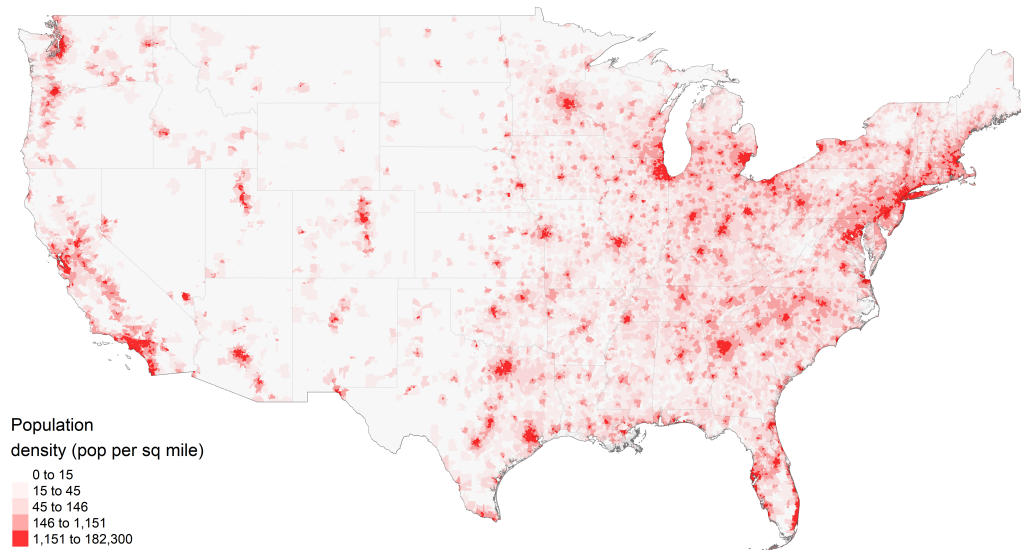 Population
density (pop per sq mile)
0 to 15
15 to 45
45 to 146
146 to 1,151
1,151 to 182,300